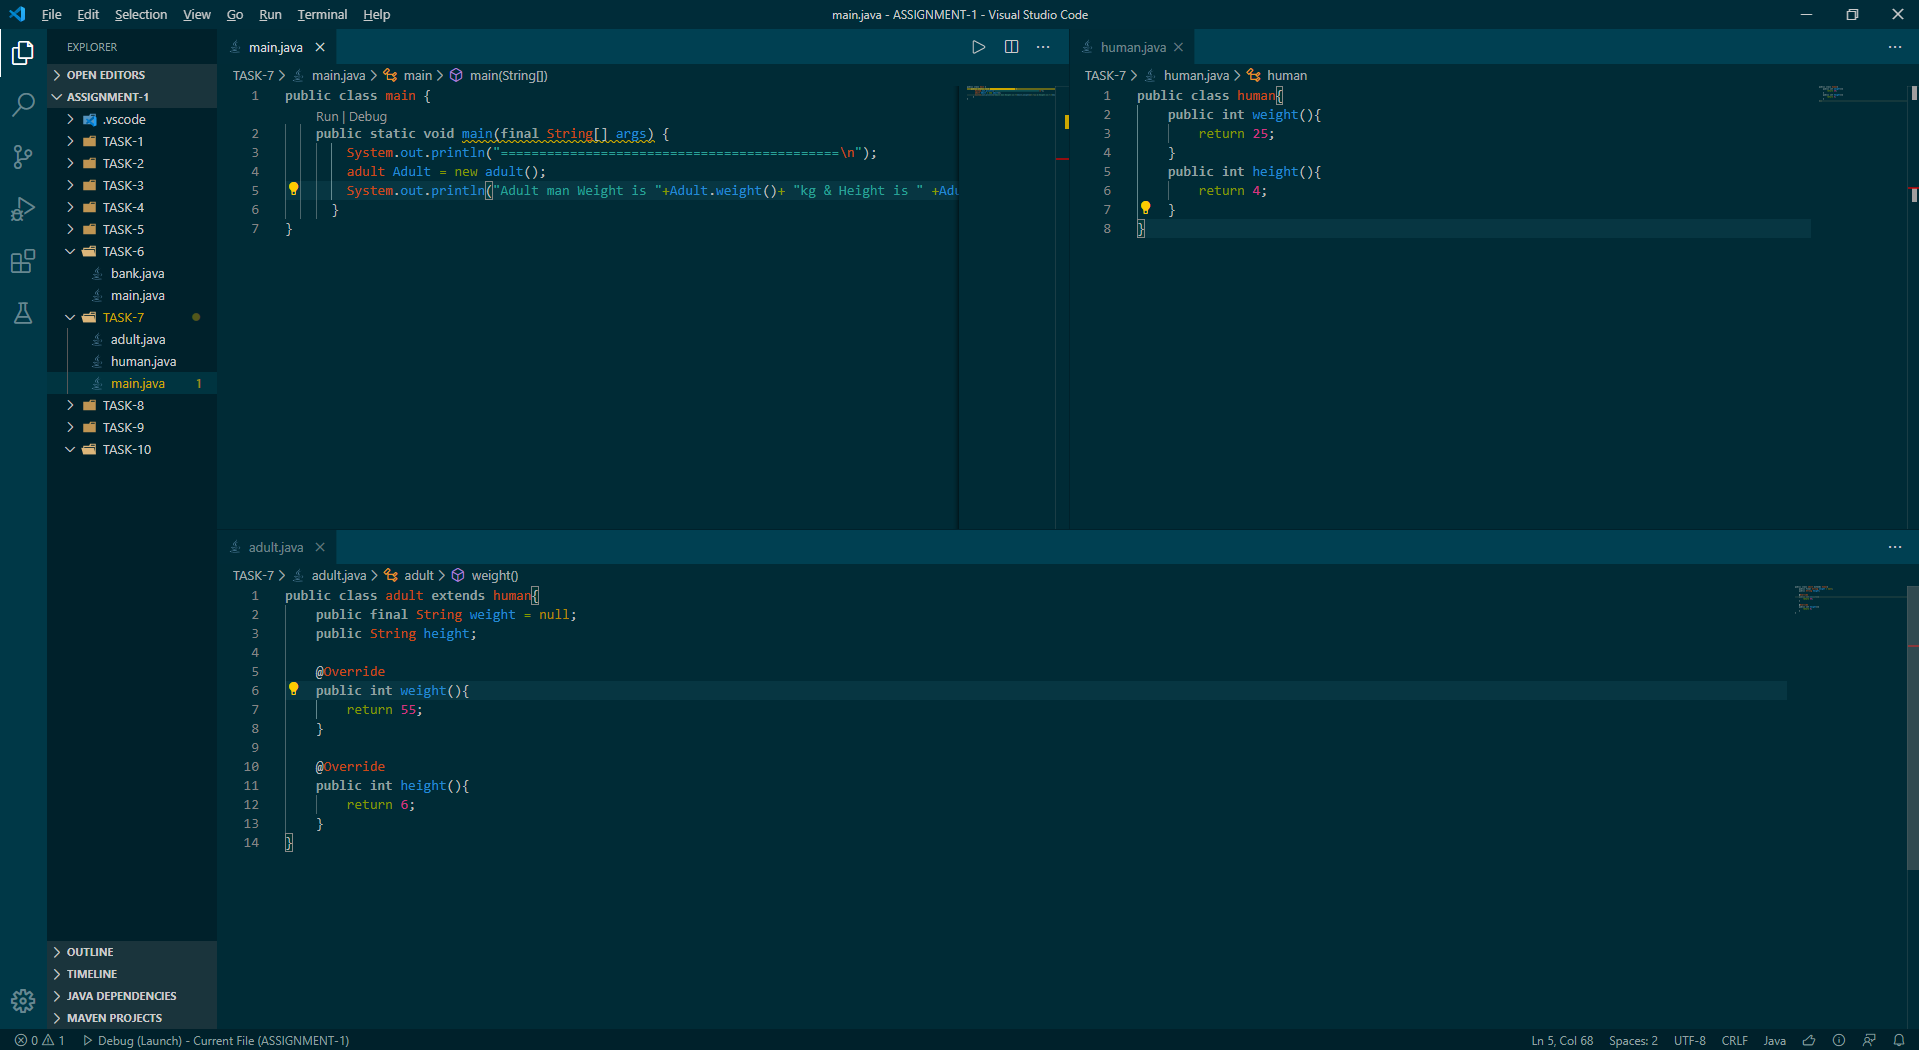 File Edit Selection View Go Run Terminal Help
main.java - ASSIGNMENT-1 - Visual Studio Code
EXPLORER
OPEN EDITORS
ASSIGNMENT-1
.vscode
TASK-1
TASK-2
TASK-3
TASK-4
TASK-5
TASK-6
bank.java
main.java
TASK-7
adult.java
human.java
main.java 1
TASK-8
TASK-9
TASK-10
OUTLINE
TIMELINE
JAVA DEPENDENCIES
MAVEN PROJECTS
main.java
TASK-7 > main.java > main > main(String[])
1 public class main {
Run | Debug
2 public static void main(final String[] args) {
3 System.out.println("============================================\n");
4 adult Adult = new adult();
5 System.out.println("Adult man Weight is "+Adult.weight()+ "kg & Height is " +Adu
6 }
7 }
human.java
TASK-7 > human.java > human
1 public class human{
2 public int weight(){
3 return 25;
4 }
5 public int height(){
6 return 4;
7 }
8 }
adult.java
TASK-7 > adult.java > adult > weight()
1 public class adult extends human{
2 public final String weight = null;
3 public String height;
4
5 @Override
6 public int weight(){
7 return 55;
8 }
9
10 @Override
11 public int height(){
12 return 6;
13 }
14 }
0 1 Debug (Launch) - Current File (ASSIGNMENT-1)
Ln 5, Col 68 Spaces: 2 UTF-8 CRLF Java